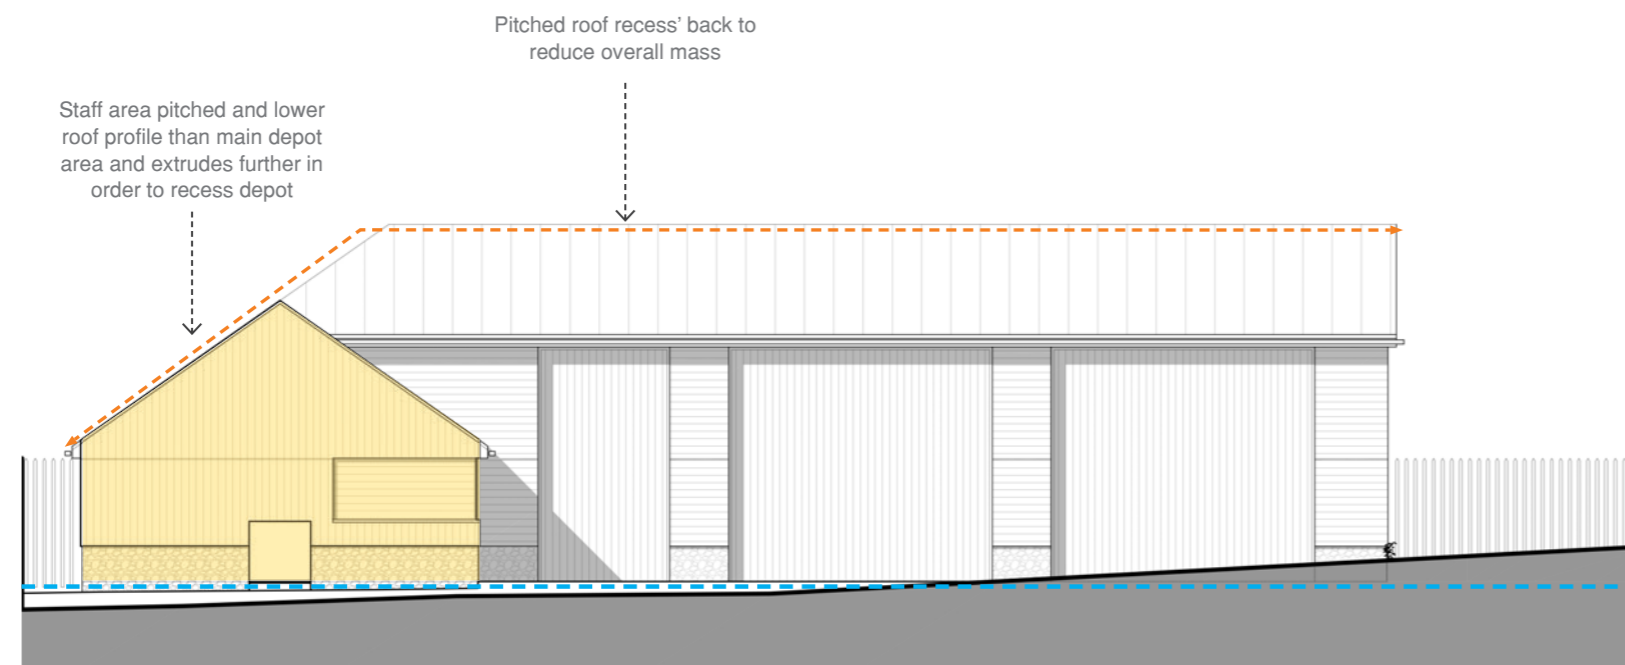 Pitched roof recess’ back to
reduce overall mass
Staff area pitched and lower
roof profile than main depot
area and extrudes further in
order to recess depot